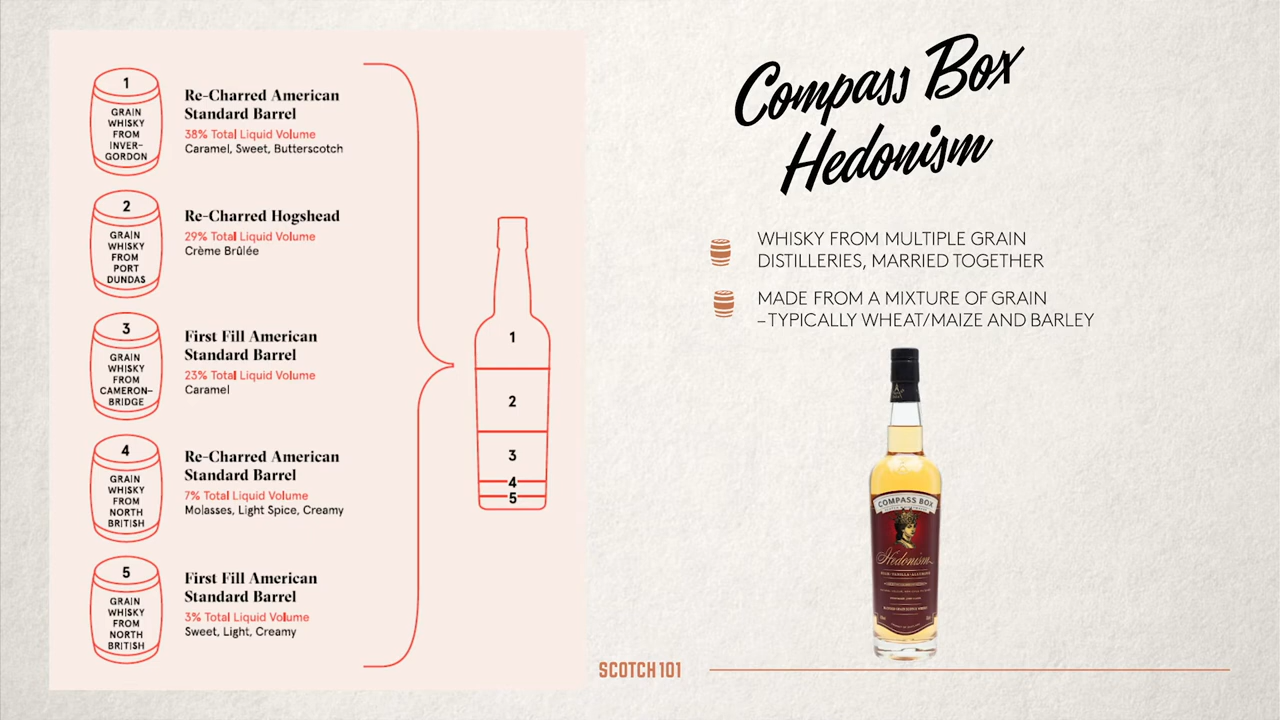 1
GRAIN
WHISKY
FROM
INVER-
GORDON
Re-Charred American
Standard Barrel
38% Total Liquid Volume
Caramel, Sweet, Butterscotch
2
GRAIN
WHISKY
FROM
PORT
DUNDAS
Re-Charred Hogshead
29% Total Liquid Volume
Crème Brûlée
3
GRAIN
WHISKY
FROM
CAMERON-
BRIDGE
First Fill American
Standard Barrel
23% Total Liquid Volume
Caramel
4
GRAIN
WHISKY
FROM
NORTH
BRITISH
Re-Charred American
Standard Barrel
7% Total Liquid Volume
Molasses, Light Spice, Creamy
5
GRAIN
WHISKY
FROM
NORTH
BRITISH
First Fill American
Standard Barrel
3% Total Liquid Volume
Sweet, Light, Creamy
1
2
3
4
5
Compass Box
Hedonism
WHISKY FROM MULTIPLE GRAIN
DISTILLERIES, MARRIED TOGETHER
MADE FROM A MIXTURE OF GRAIN
–TYPICALLY WHEAT/MAIZE AND BARLEY
COMPASS BOX
Hedonism
SCOTCH 101